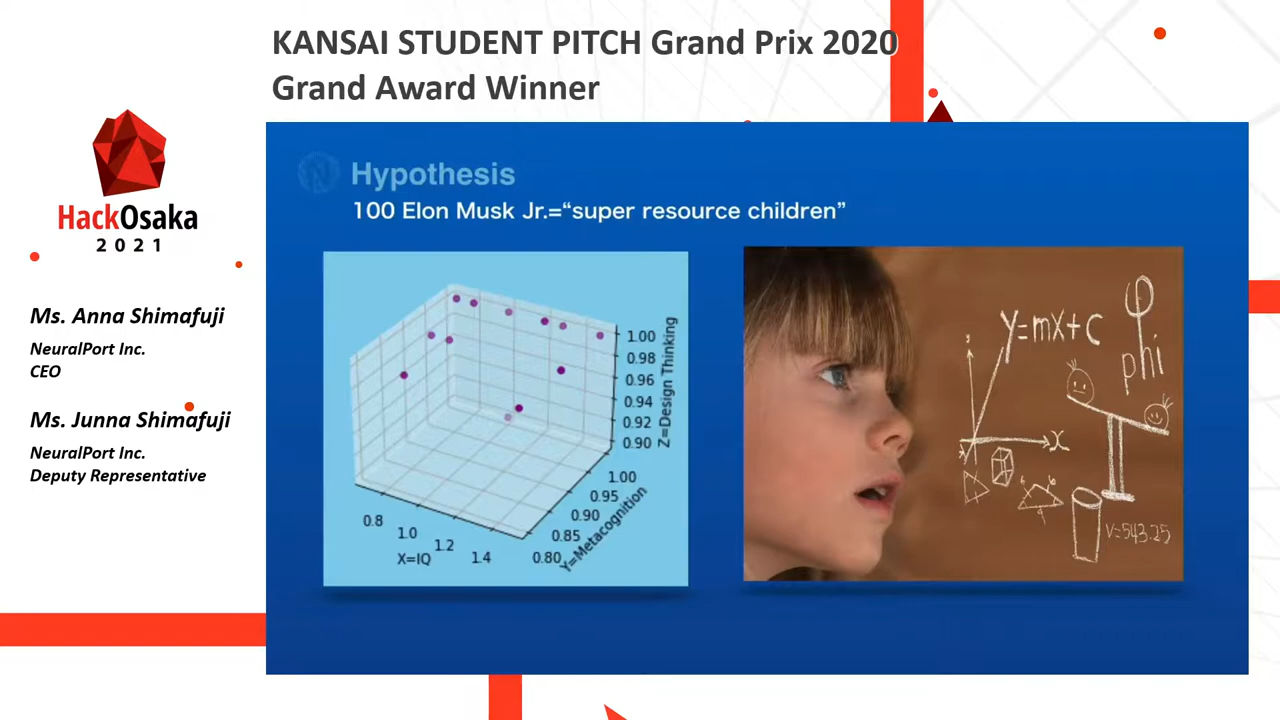 KANSAI STUDENT PITCH Grand Prix 2020
Grand Award Winner
HackOsaka
2021
Ms. Anna Shimafuji
NeuralPort Inc.
CEO
Ms. Junna Shimafuji
NeuralPort Inc.
Deputy Representative
Hypothesis
100 Elon Musk Jr.=“super resource children”
1.00
0.98
0.96
0.94
0.92
0.90
Z=Design Thinking
1.00
0.95
0.90
0.85
0.80
Y=Metacognition
0.8
1.0
1.2
1.4
X=IQ
y=mx+c
φ
phi
x
V=543.25